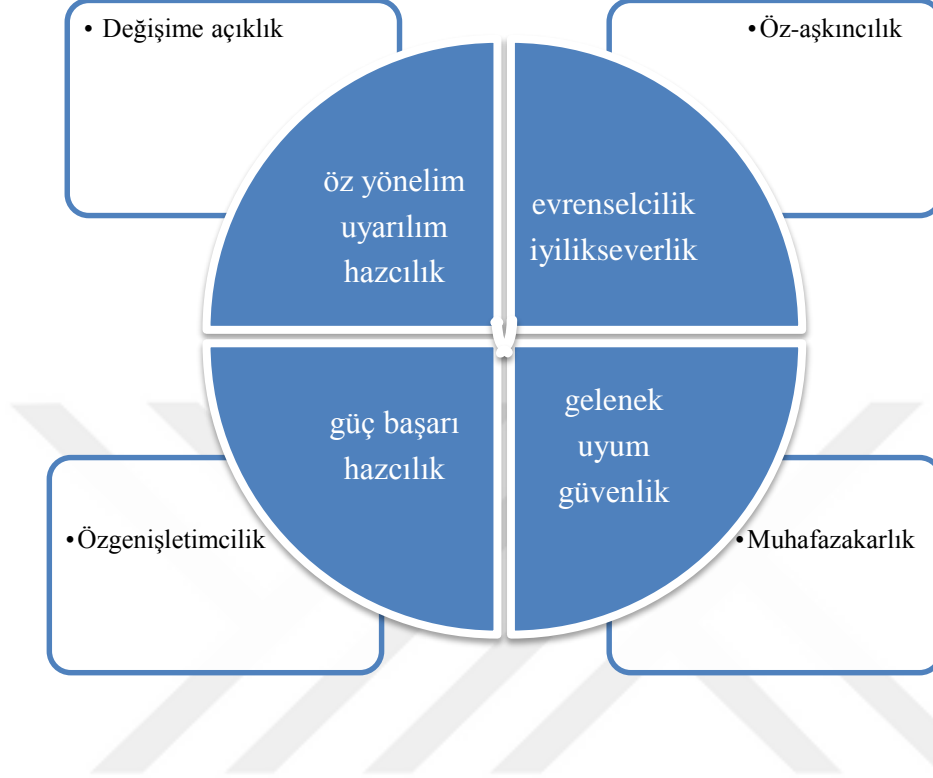 • Değişime açıklık
•Öz-aşkıncılık
öz yönelim
uyarılım
hazcılık
evrenselcilik
iyilikseverlik
güç başarı
hazcılık
gelenek
uyum
güvenlik
•Özgenişletimcilik
•Muhafazakarlık